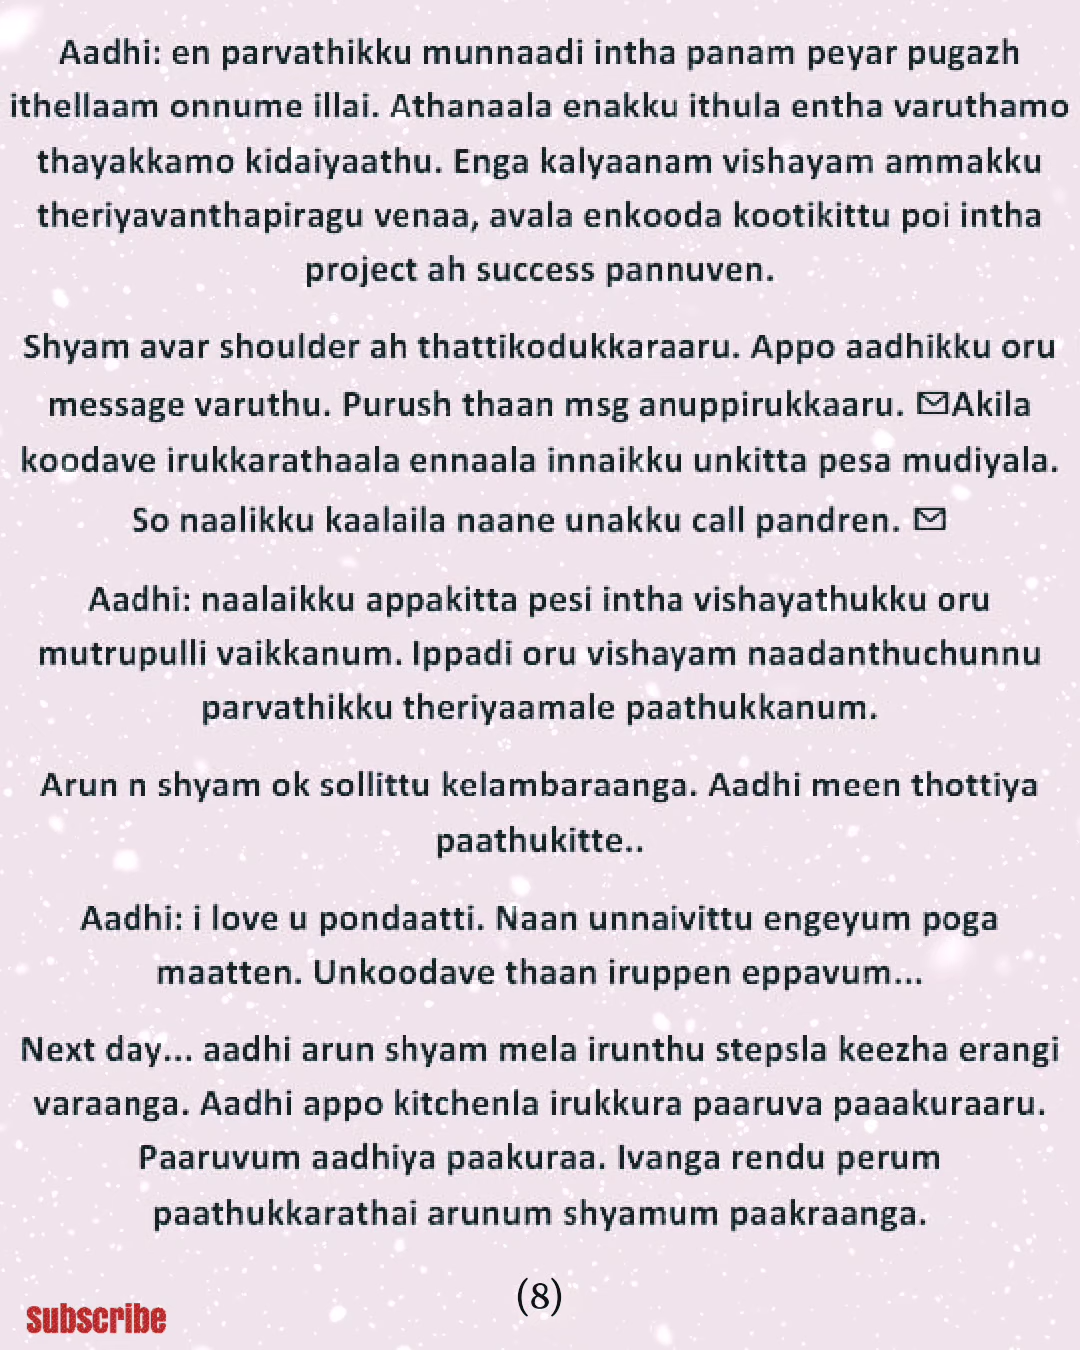 Aadhi: en parvathikku munnaadi intha panam peyar pugazh
ithellaam onnume illai. Athanaala enakku ithula entha varuthamo
thayakkamo kidaiyaathu. Enga kalyaanam vishayam ammakku
theriyavanthapiragu venaa, avala enkooda kootikittu poi intha
project ah success pannuven.
Shyam avar shoulder ah thattikodukkaraaru. Appo aadhikku oru
message varuthu. Purush thaan msg anuppirukkaaru. ✉Akila
koodave irukkarathaala ennaala innaikku unkitta pesa mudiyala.
So naalikku kaalaila naane unakku call pandren. ✉
Aadhi: naalaikku appakitta pesi intha vishayathukku oru
mutrupulli vaikkanum. Ippadi oru vishayam naadanthuchunnu
parvathikku theriyaamale paathukkanum.
Arun n shyam ok sollittu kelambaraanga. Aadhi meen thottiya
paathukitte..
Aadhi: i love u pondaatti. Naan unnaivittu engeyum poga
maatten. Unkoodave thaan iruppen eppavum...
Next day... aadhi arun shyam mela irunthu stepsla keezha erangi
varaanga. Aadhi appo kitchenla irukkura paaruva paaakuraaru.
Paaruvum aadhiya paakuraa. Ivanga rendu perum
paathukkarathai arunum shyamum paakraanga.
(8)
subscribe